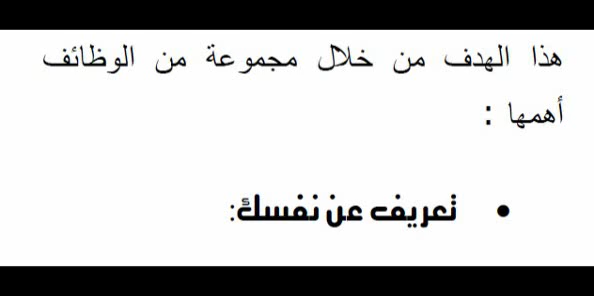 هذا الهدف من خلال مجموعة من الوظائف
أهمها :
• تعريف عن نفسك: